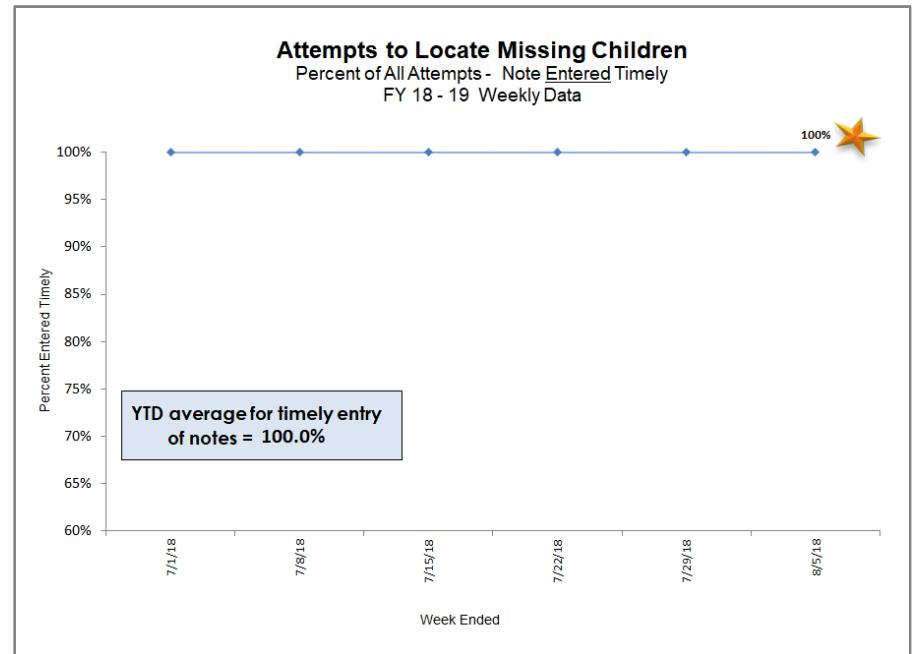 Attempts to Locate Missing Children
Percent of All Attempts - Note Entered Timely
FY 18 - 19 Weekly Data
100%
100%
95%
90%
85%
80%
75%
70%
65%
60%
Percent Entered Timely
YTD average for timely entry
of notes = 100.0%
7/1/18
7/8/18
7/15/18
7/22/18
7/29/18
8/5/18
Week Ended